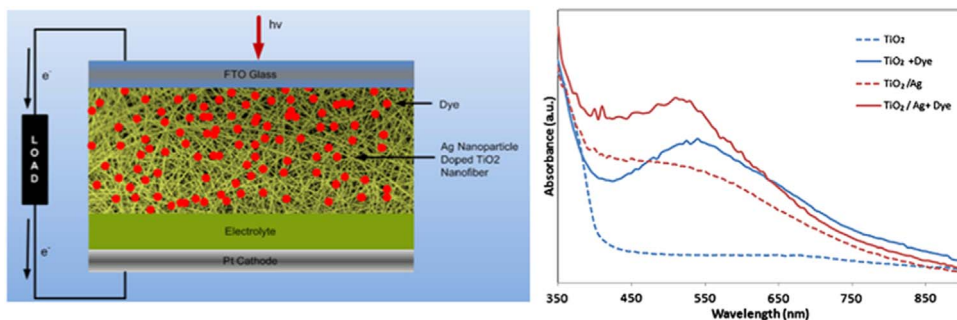 hv
e-
FTO Glass
Dye
LOAD
Ag Nanoparticle
Doped TiO2
Nanofiber
Electrolyte
e-
Pt Cathode
TiO₂
TiO₂ +Dye
TiO₂ /Ag
TiO₂ / Ag+ Dye
Absorbance (a.u.)
350 450 550 650 750 850
Wavelength (nm)